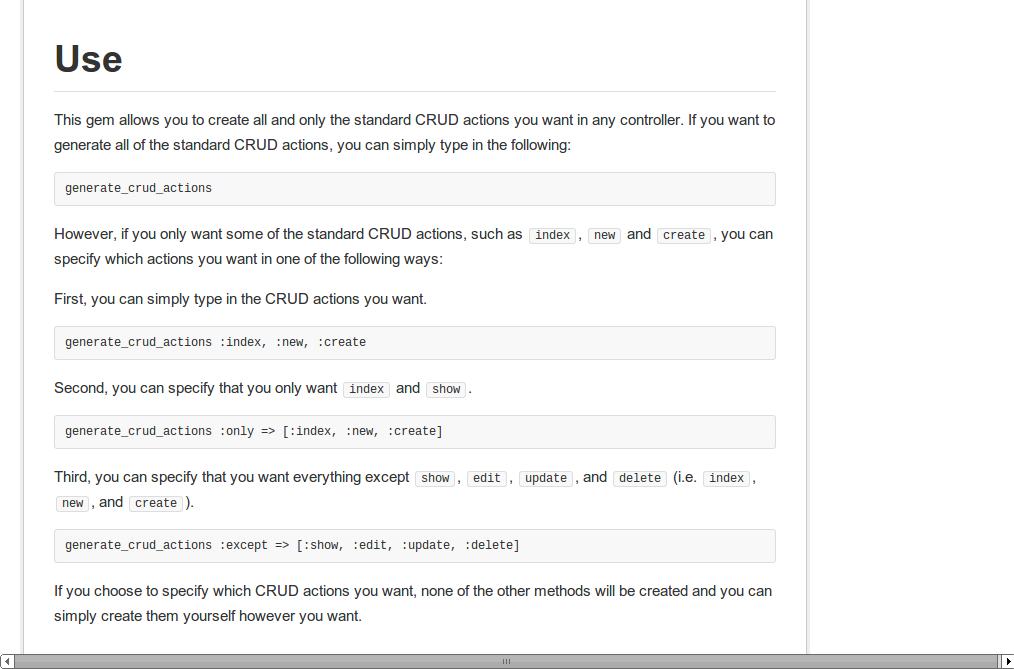 Use
This gem allows you to create all and only the standard CRUD actions you want in any controller. If you want to
generate all of the standard CRUD actions, you can simply type in the following:
generate_crud_actions
However, if you only want some of the standard CRUD actions, such as index, new and create, you can
specify which actions you want in one of the following ways:
First, you can simply type in the CRUD actions you want.
generate_crud_actions :index, :new, :create
Second, you can specify that you only want index and show.
generate_crud_actions :only => [:index, :new, :create]
Third, you can specify that you want everything except show, edit, update, and delete (i.e. index,
new, and create).
generate_crud_actions :except => [:show, :edit, :update, :delete]
If you choose to specify which CRUD actions you want, none of the other methods will be created and you can
simply create them yourself however you want.